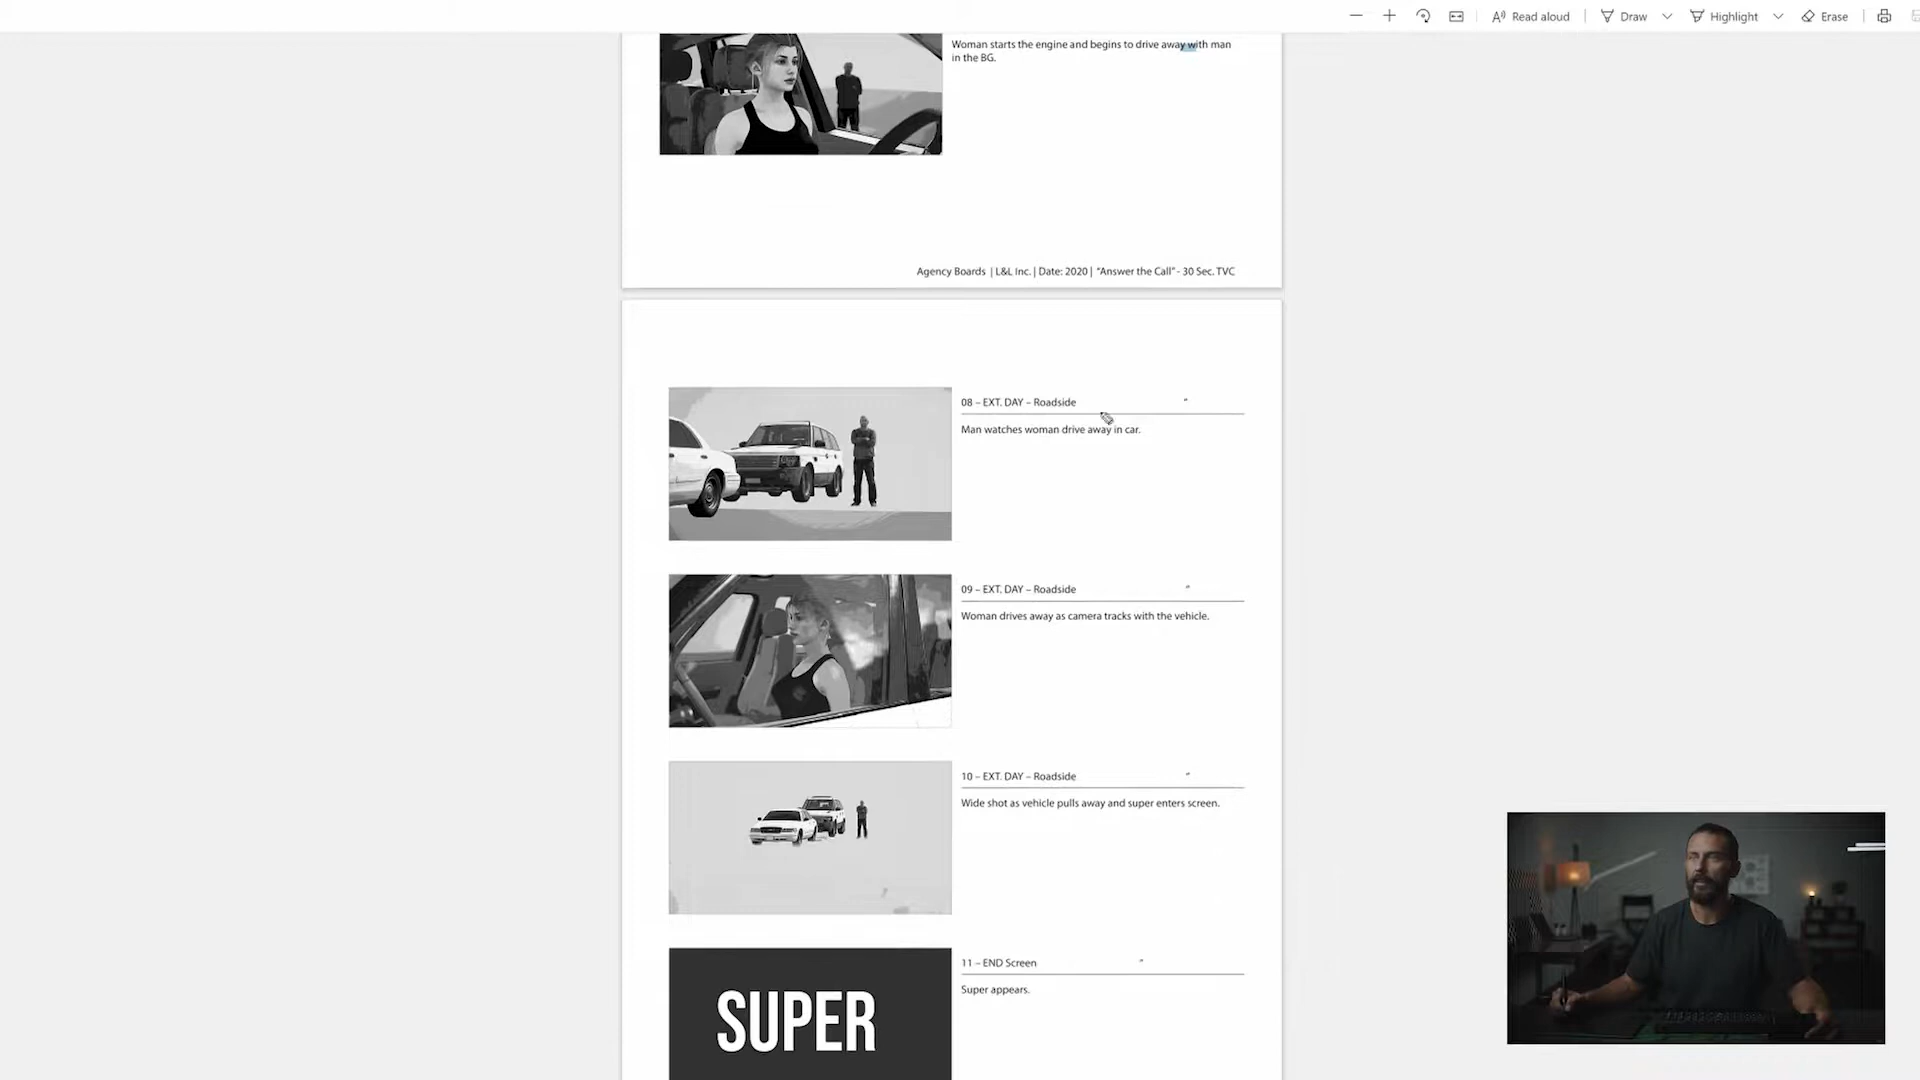 Read aloud
Draw
Highlight
Erase
Woman starts the engine and begins to drive away with man
in the BG.
Agency Boards | L&L Inc. | Date: 2020 | "Answer the Call" - 30 Sec. TVC
08 – EXT. DAY – Roadside "
Man watches woman drive away in car.
09 – EXT. DAY – Roadside "
Woman drives away as camera tracks with the vehicle.
10 – EXT. DAY – Roadside "
Wide shot as vehicle pulls away and super enters screen.
11 – END Screen "
Super appears.
SUPER